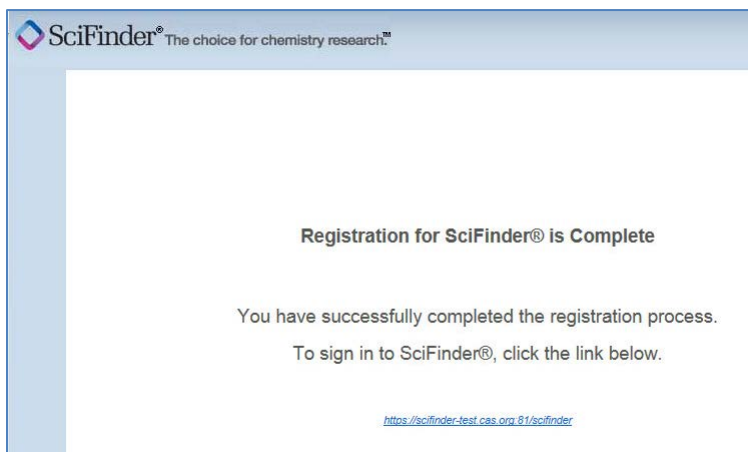 SciFinder® The choice for chemistry research.™
Registration for SciFinder® is Complete
You have successfully completed the registration process.
To sign in to SciFinder®, click the link below.
https://scifinder-test.cas.org:81/scifinder